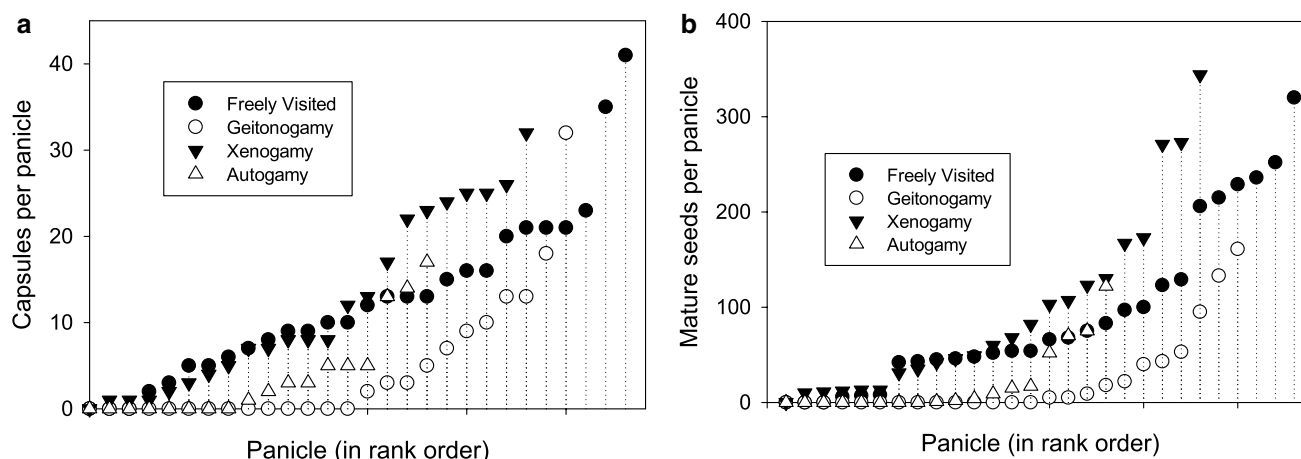 a
Capsules per panicle
40
30
20
10
0
Freely Visited
Geitonogamy
Xenogamy
Autogamy
Panicle (in rank order)
b
Mature seeds per panicle
400
300
200
100
0
Freely Visited
Geitonogamy
Xenogamy
Autogamy
Panicle (in rank order)